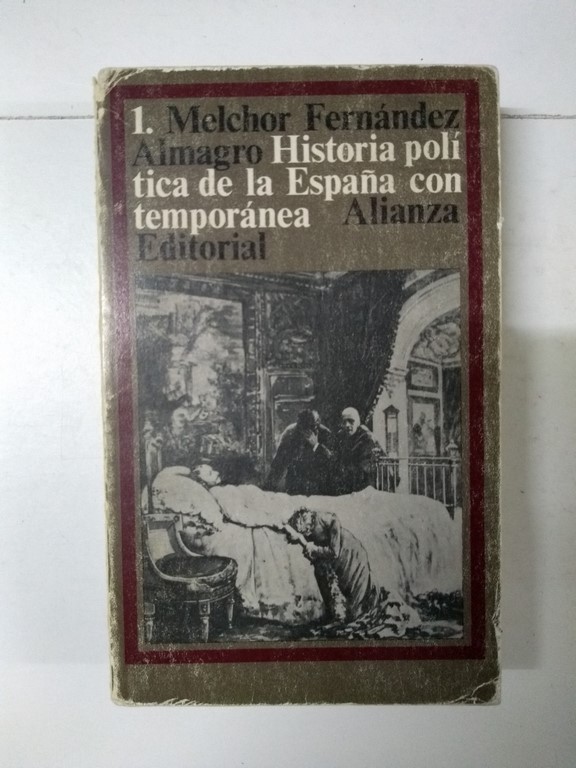 1. Melchor Fernández
Almagro Historia polí
tica de la España con
temporánea Alianza
Editorial